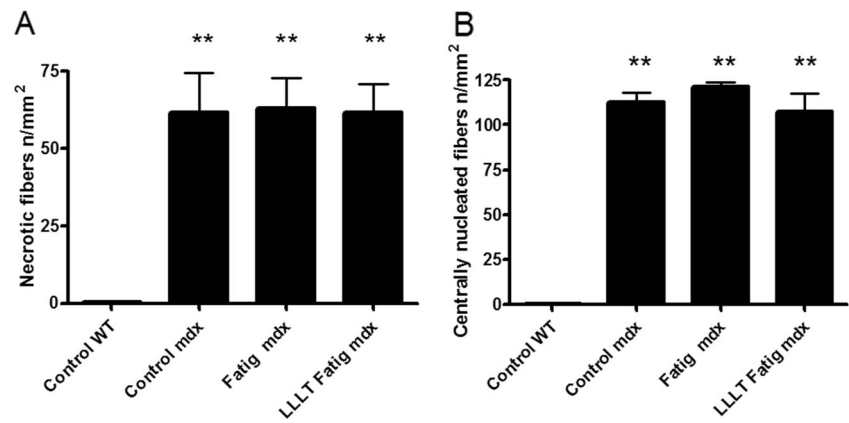 A
** ** **
Necrotic fibers n/mm²
75
50
25
0
Control WT
Control mdx
Fatig mdx
LLLT Fatig mdx
B
** ** **
Centrally nucleated fibers n/mm²
125
100
75
50
25
0
Control WT
Control mdx
Fatig mdx
LLLT Fatig mdx